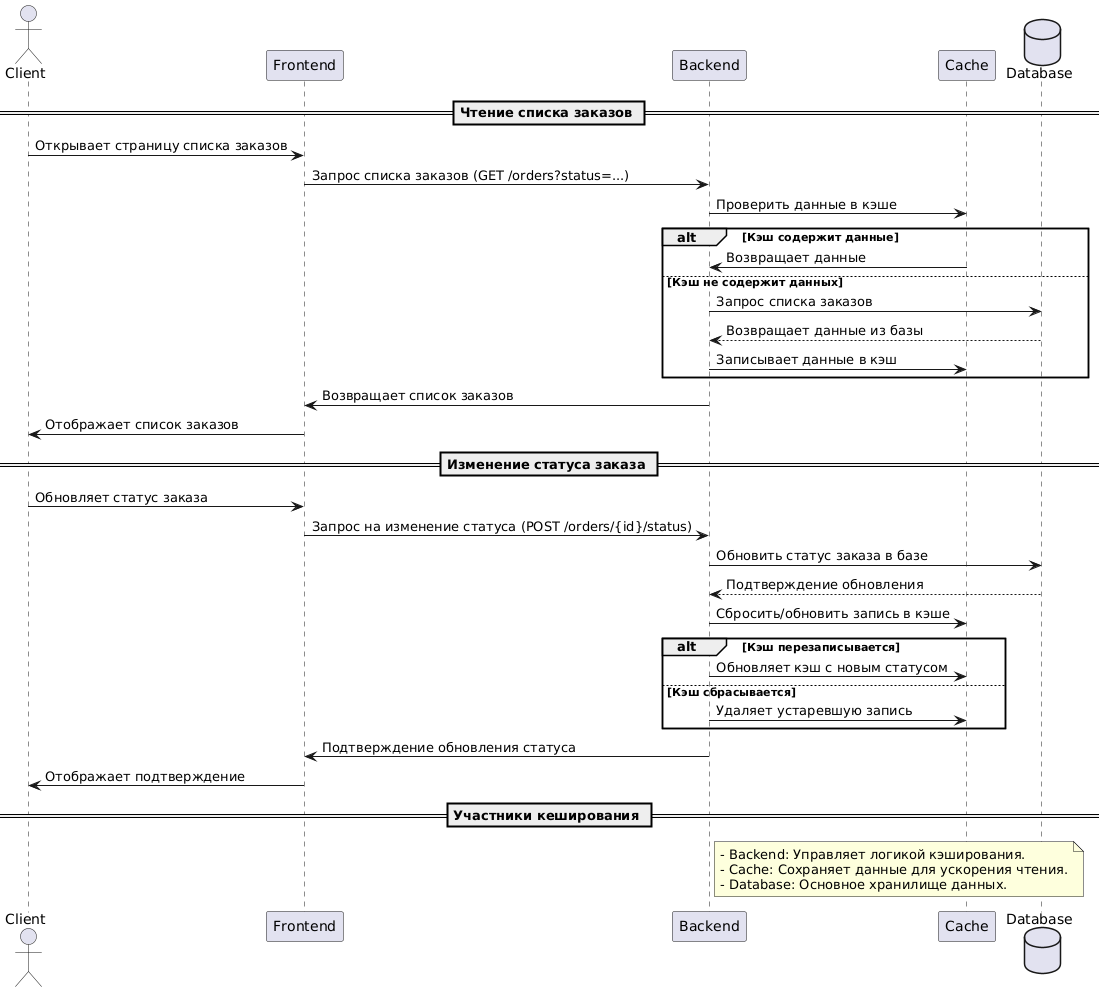 Client
Frontend
Backend
Cache
Database
Чтение списка заказов
Открывает страницу списка заказов
Запрос списка заказов (GET /orders?status=...)
Проверить данные в кэше
alt
[Кэш содержит данные]
Возвращает данные
[Кэш не содержит данных]
Запрос списка заказов
Возвращает данные из базы
Записывает данные в кэш
Возвращает список заказов
Отображает список заказов
Изменение статуса заказа
Обновляет статус заказа
Запрос на изменение статуса (POST /orders/{id}/status)
Обновить статус заказа в базе
Подтверждение обновления
Сбросить/обновить запись в кэше
alt
[Кэш перезаписывается]
Обновляет кэш с новым статусом
[Кэш сбрасывается]
Удаляет устаревшую запись
Подтверждение обновления статуса
Отображает подтверждение
Участники кеширования
- Backend: Управляет логикой кэширования.
- Cache: Сохраняет данные для ускорения чтения.
- Database: Основное хранилище данных.
Client
Frontend
Backend
Cache
Database